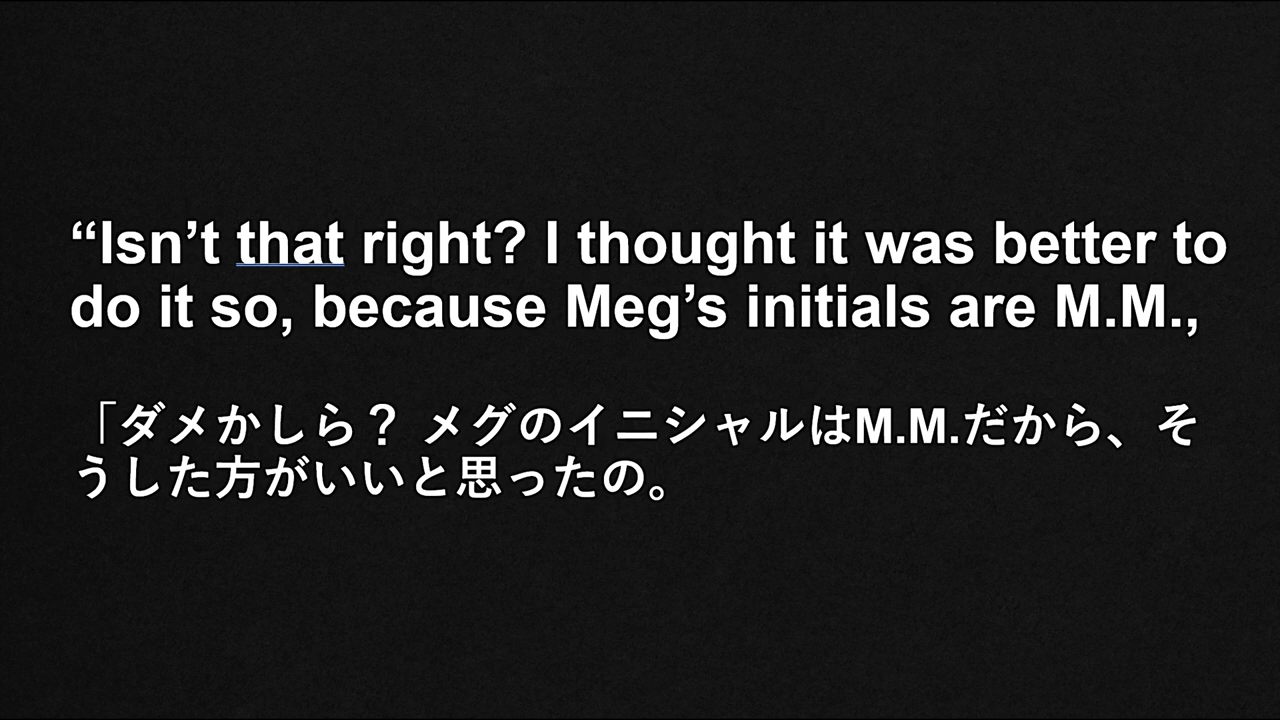 “Isn’t that right? I thought it was better to
do it so, because Meg’s initials are M.M.,
「ダメかしら？ メグのイニシャルはM.M.だから、そ
うした方がいいと思ったの。